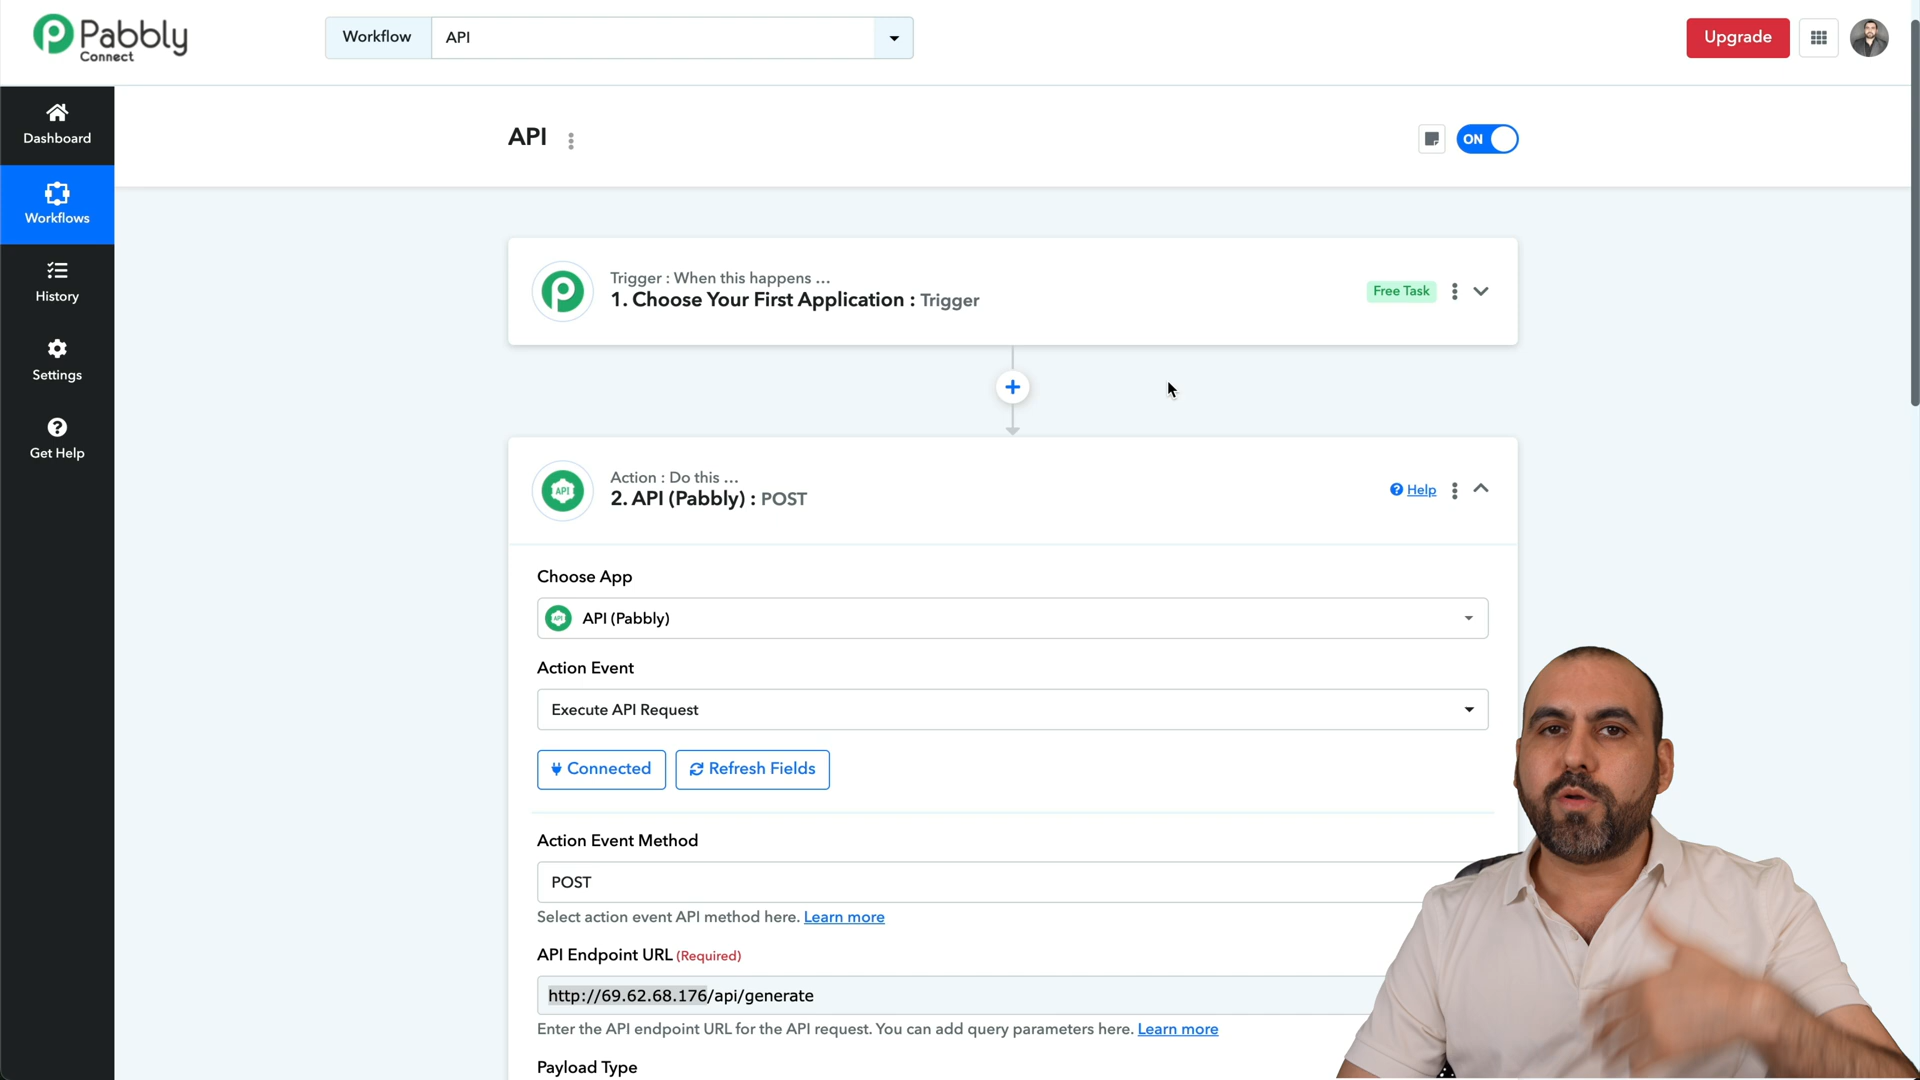 Pabbly
Connect
Workflow
API
Upgrade
Dashboard
Workflows
History
Settings
Get Help
API
ON
Trigger : When this happens ...
1. Choose Your First Application : Trigger
Free Task
Action : Do this ...
API
2. API (Pabbly) : POST
Help
Choose App
API
API (Pabbly)
Action Event
Execute API Request
Connected
Refresh Fields
Action Event Method
POST
Select action event API method here. Learn more
API Endpoint URL (Required)
http://69.62.68.176/api/generate
Enter the API endpoint URL for the API request. You can add query parameters here. Learn more
Payload Type